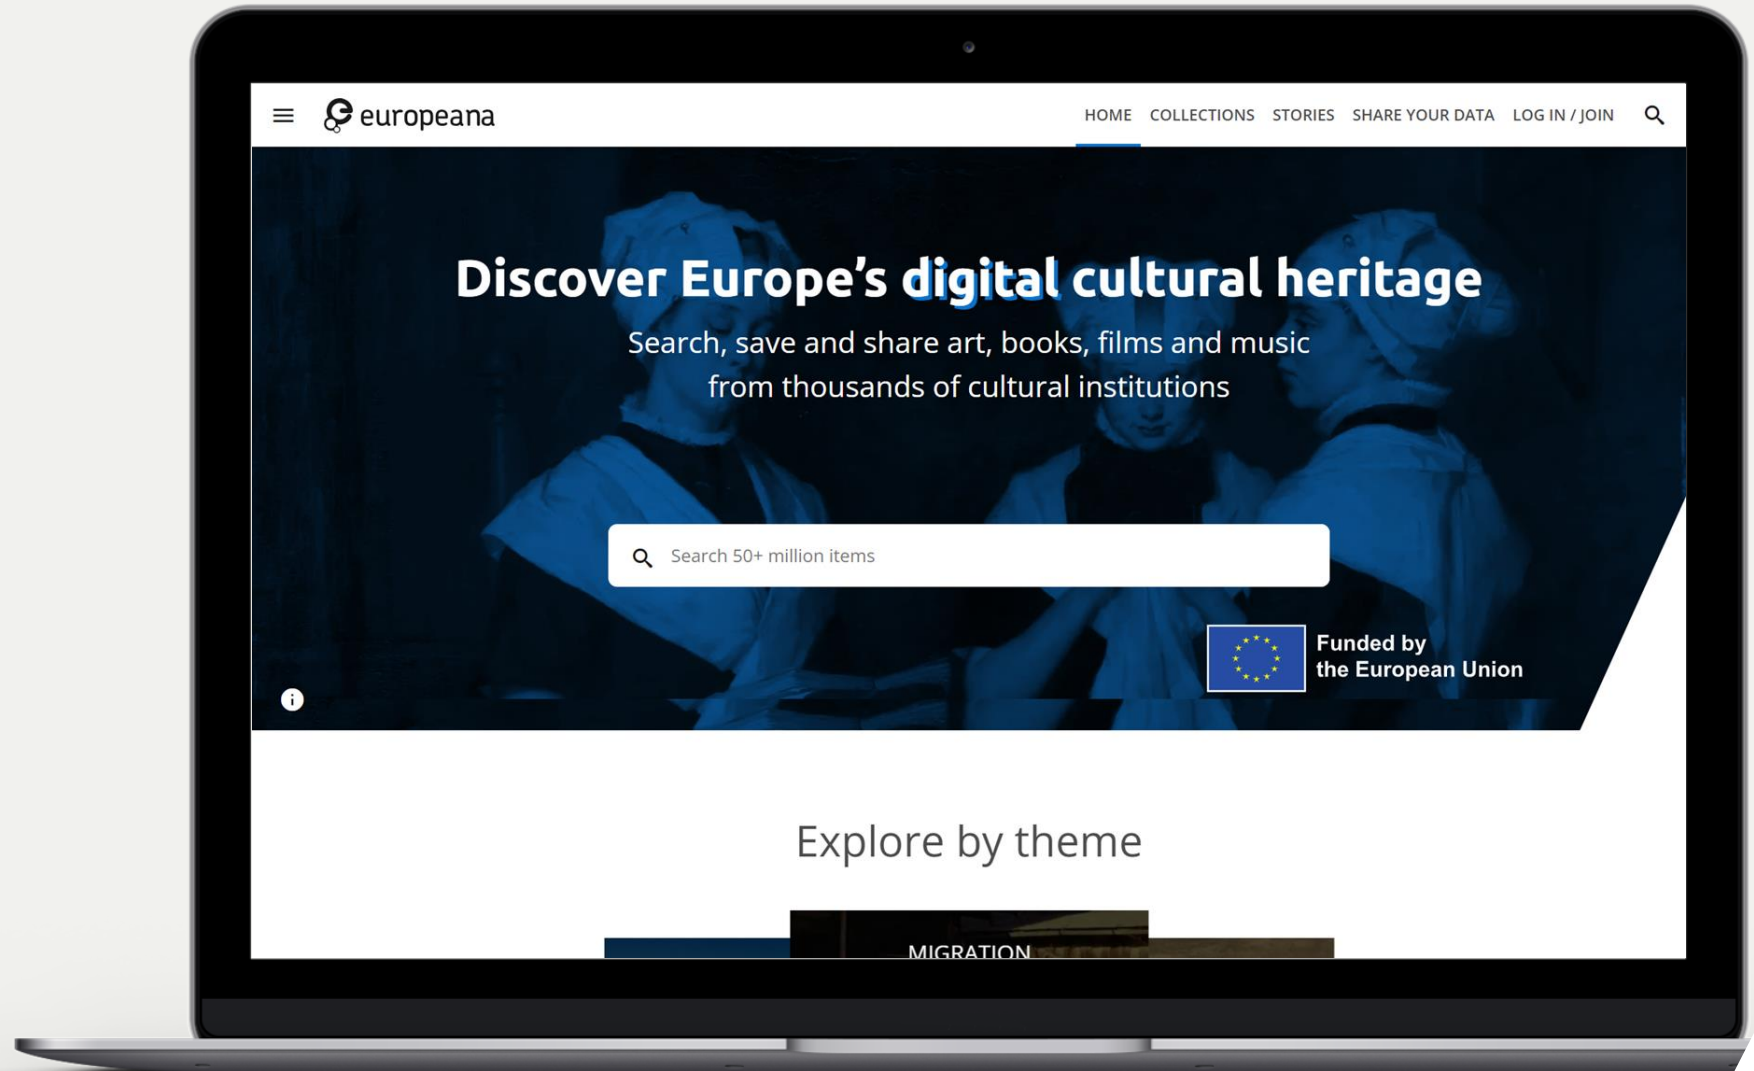 europeana
HOME COLLECTIONS STORIES SHARE YOUR DATA LOG IN / JOIN
Discover Europe’s digital cultural heritage
Search, save and share art, books, films and music
from thousands of cultural institutions
Search 50+ million items
Funded by
the European Union
Explore by theme
MIGRATION